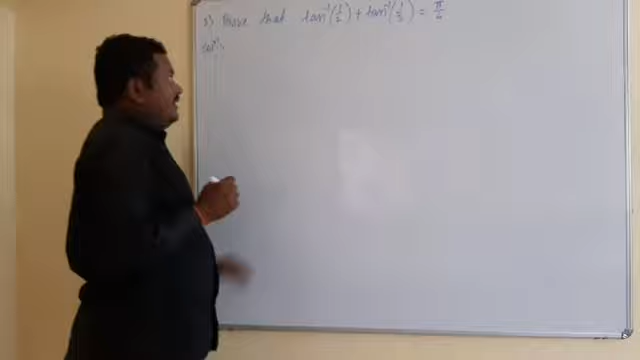 3) Prove that tan⁻¹(1/2) + tan⁻¹(1/3) = π/4
Sol: